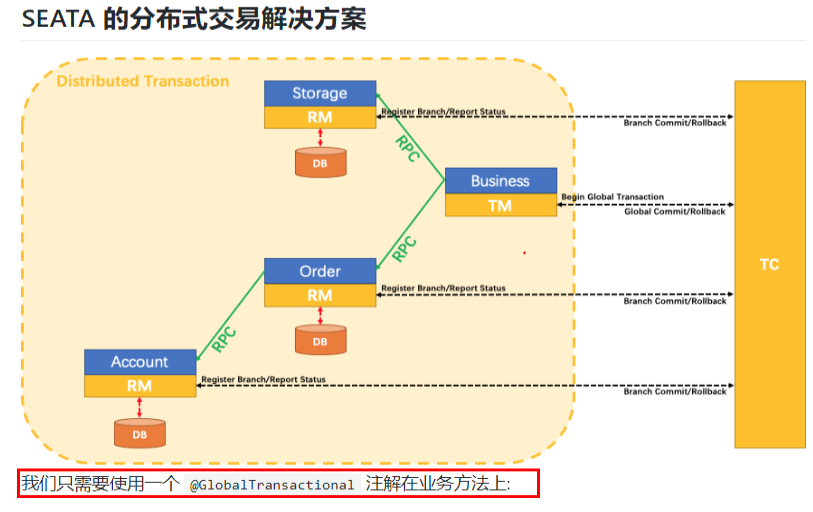 SEATA 的分布式交易解决方案
Distributed Transaction
Storage
RM
DB
Register Branch/Report Status
Branch Commit/Rollback
RPC
Business
TM
Begin Global Transaction
Global Commit/Rollback
TC
RPC
Order
RM
DB
Register Branch/Report Status
Branch Commit/Rollback
RPC
Account
RM
DB
Register Branch/Report Status
Branch Commit/Rollback
我们只需要使用一个 @GlobalTransactional 注解在业务方法上: